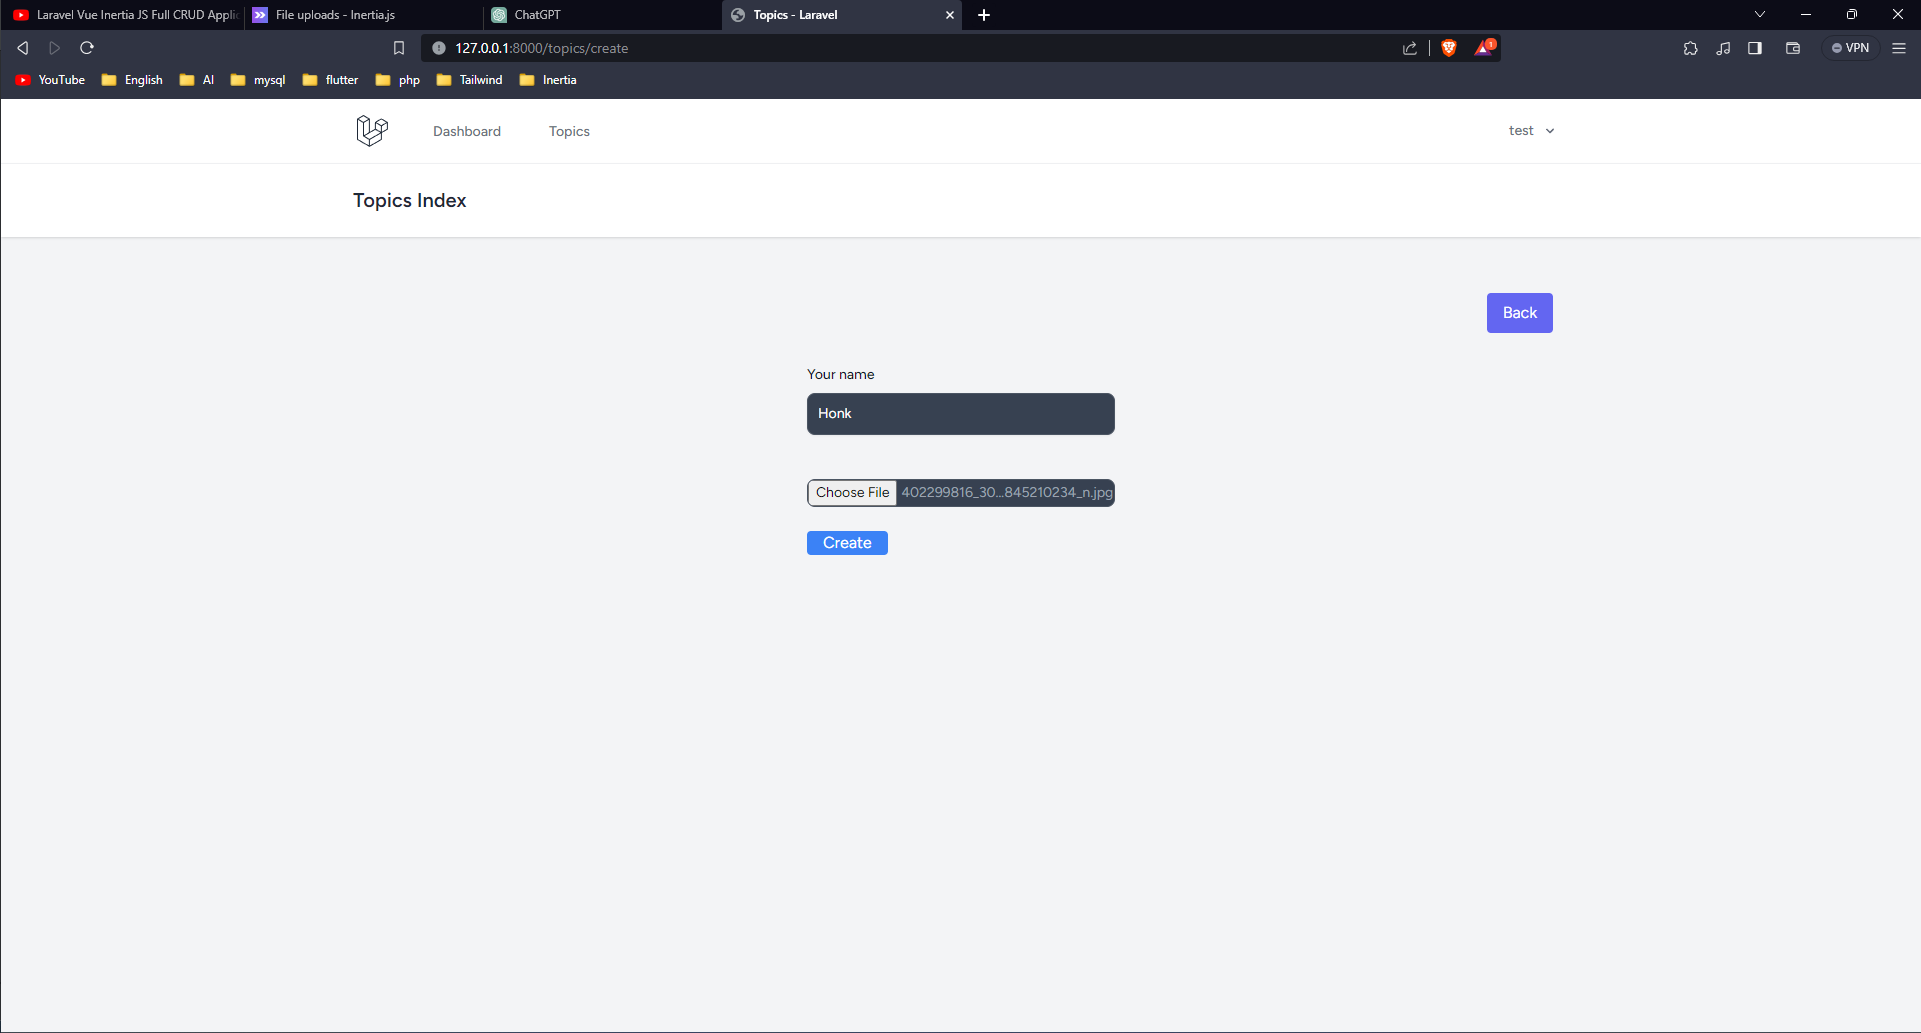 Laravel Vue Inertia JS Full CRUD Applic
File uploads - Inertia.js
ChatGPT
Topics - Laravel
127.0.0.1:8000/topics/create
1
VPN
YouTube
English
AI
mysql
flutter
php
Tailwind
Inertia
Dashboard
Topics
test
Topics Index
Back
Your name
Honk
Choose File 402299816_30...845210234_n.jpg
Create